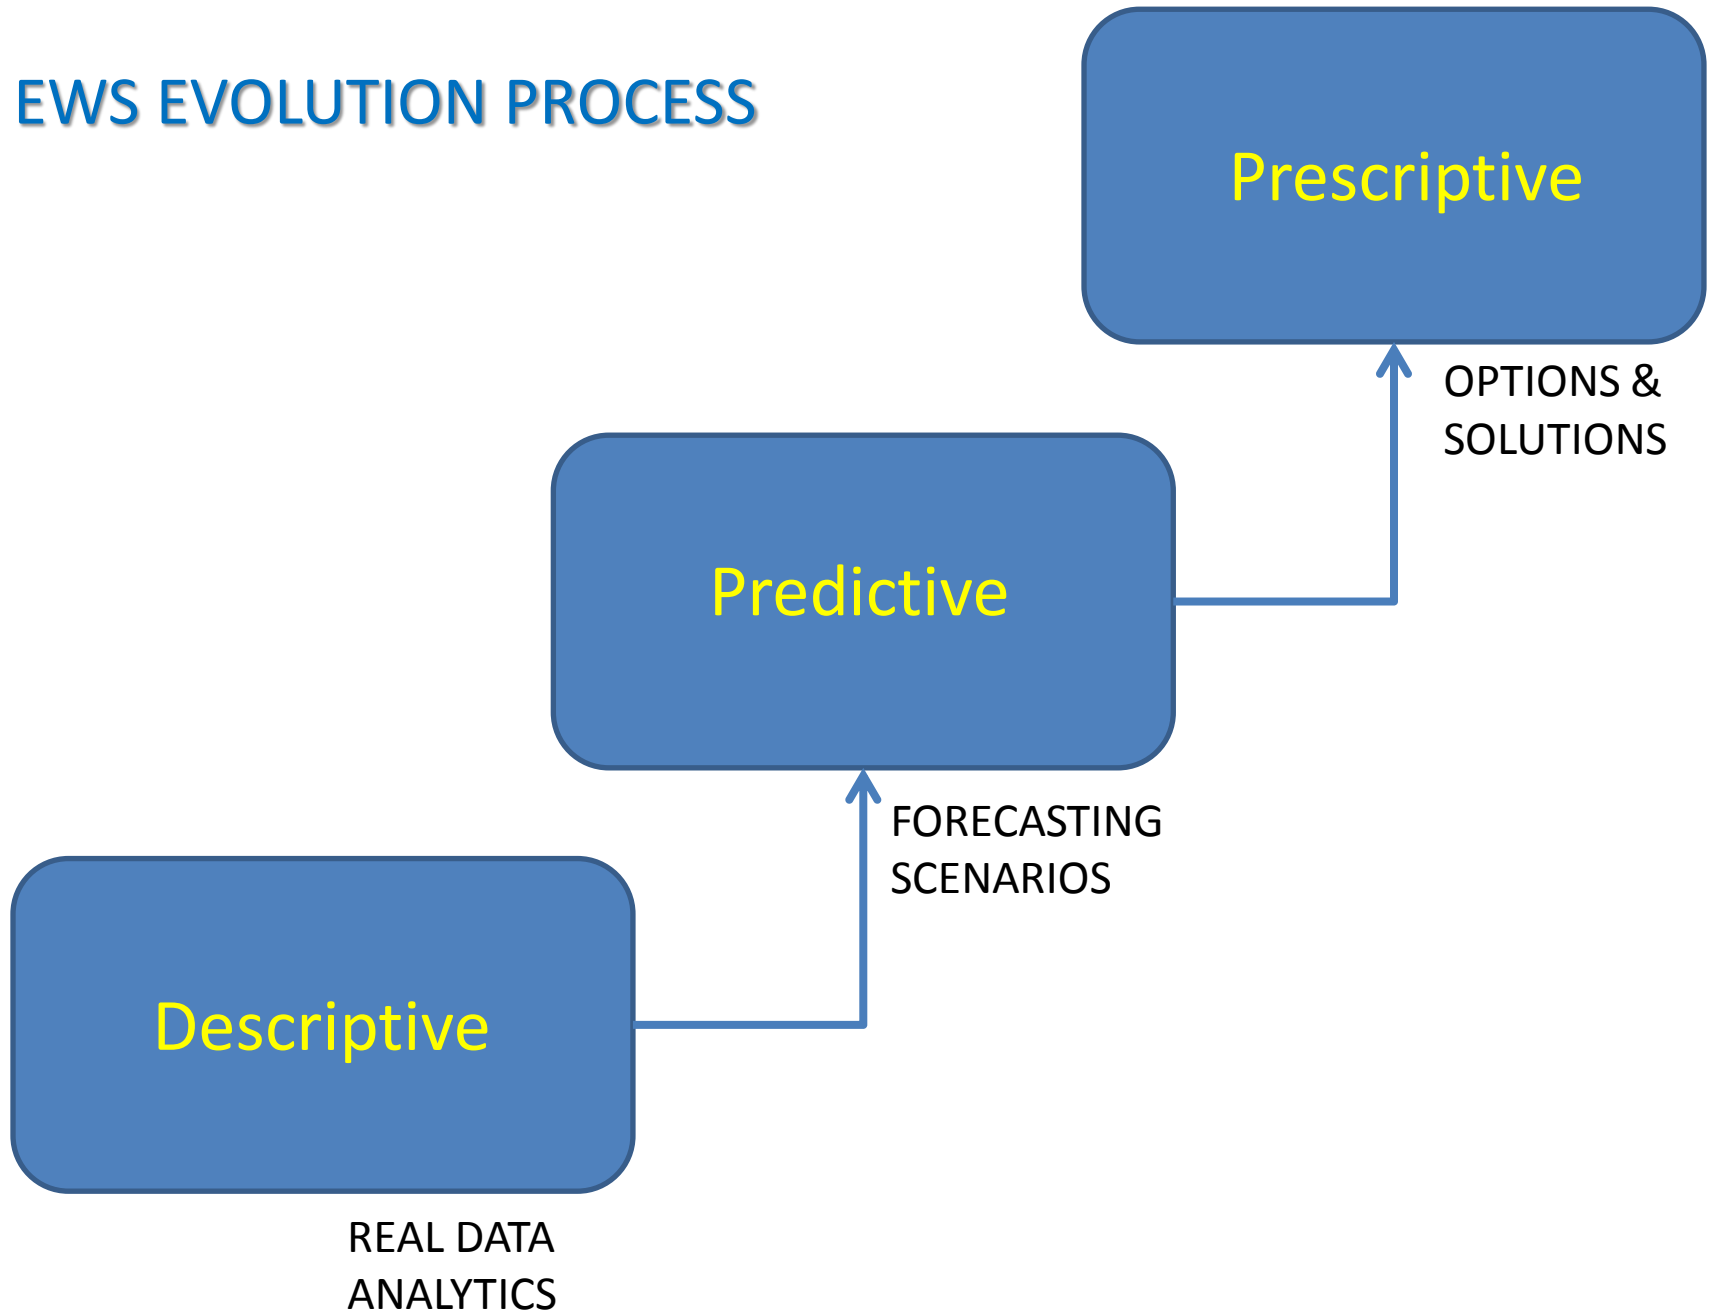 EWS EVOLUTION PROCESS
Prescriptive
OPTIONS &
SOLUTIONS
Predictive
FORECASTING
SCENARIOS
Descriptive
REAL DATA
ANALYTICS